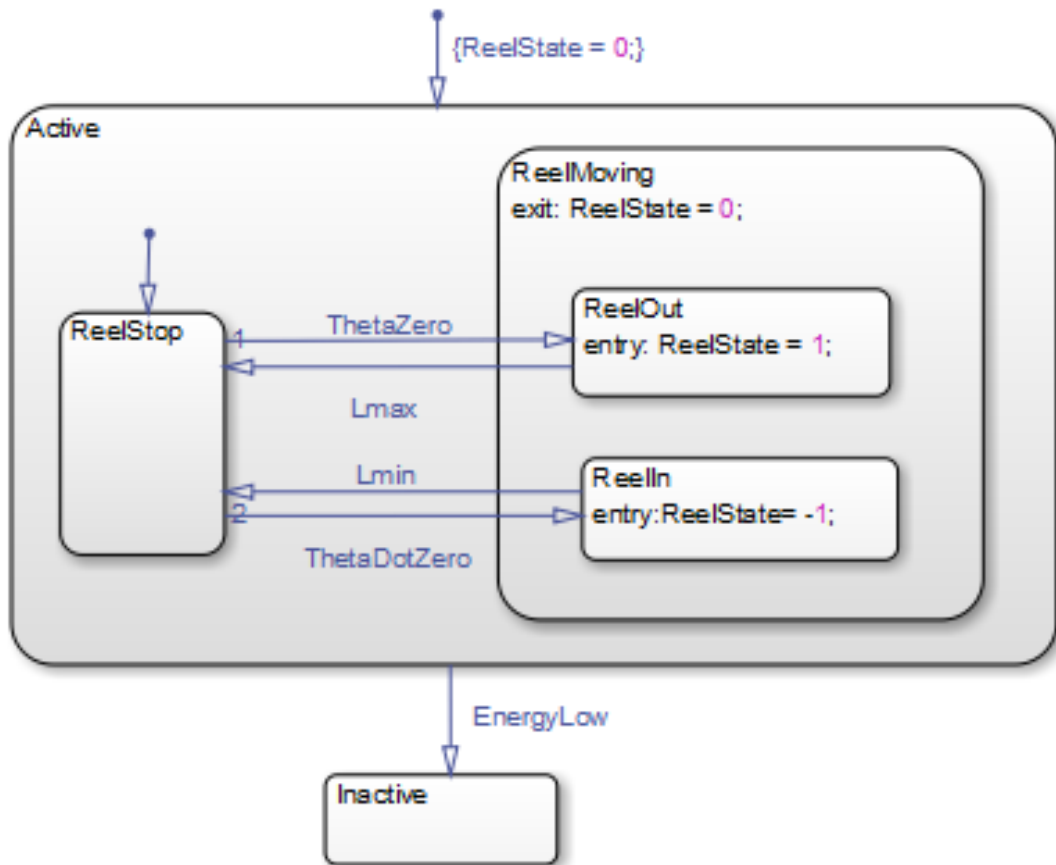 {ReelState = 0;}
Active
ReelMoving
exit: ReelState = 0;
ReelStop
1
ThetaZero
ReelOut
entry: ReelState = 1;
Lmax
Lmin
ReelIn
2
entry:ReelState= -1;
ThetaDotZero
EnergyLow
Inactive